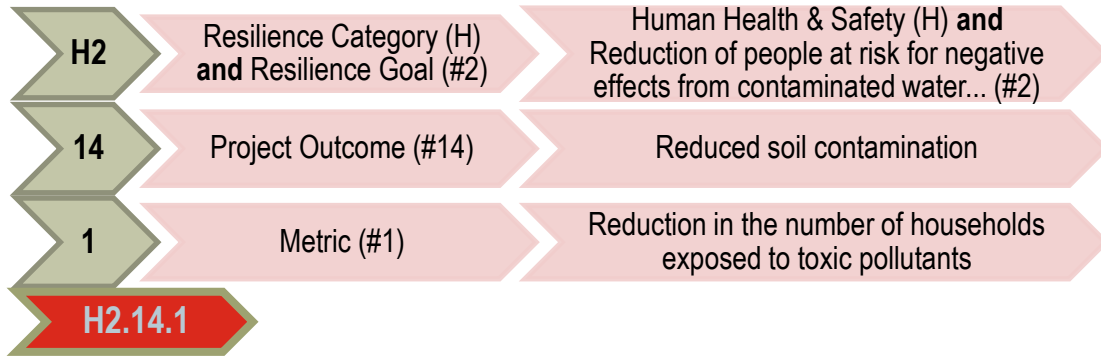 H2
Resilience Category (H)
and Resilience Goal (#2)
Human Health & Safety (H) and
Reduction of people at risk for negative
effects from contaminated water... (#2)
14
Project Outcome (#14)
Reduced soil contamination
1
Metric (#1)
Reduction in the number of households
exposed to toxic pollutants
H2.14.1